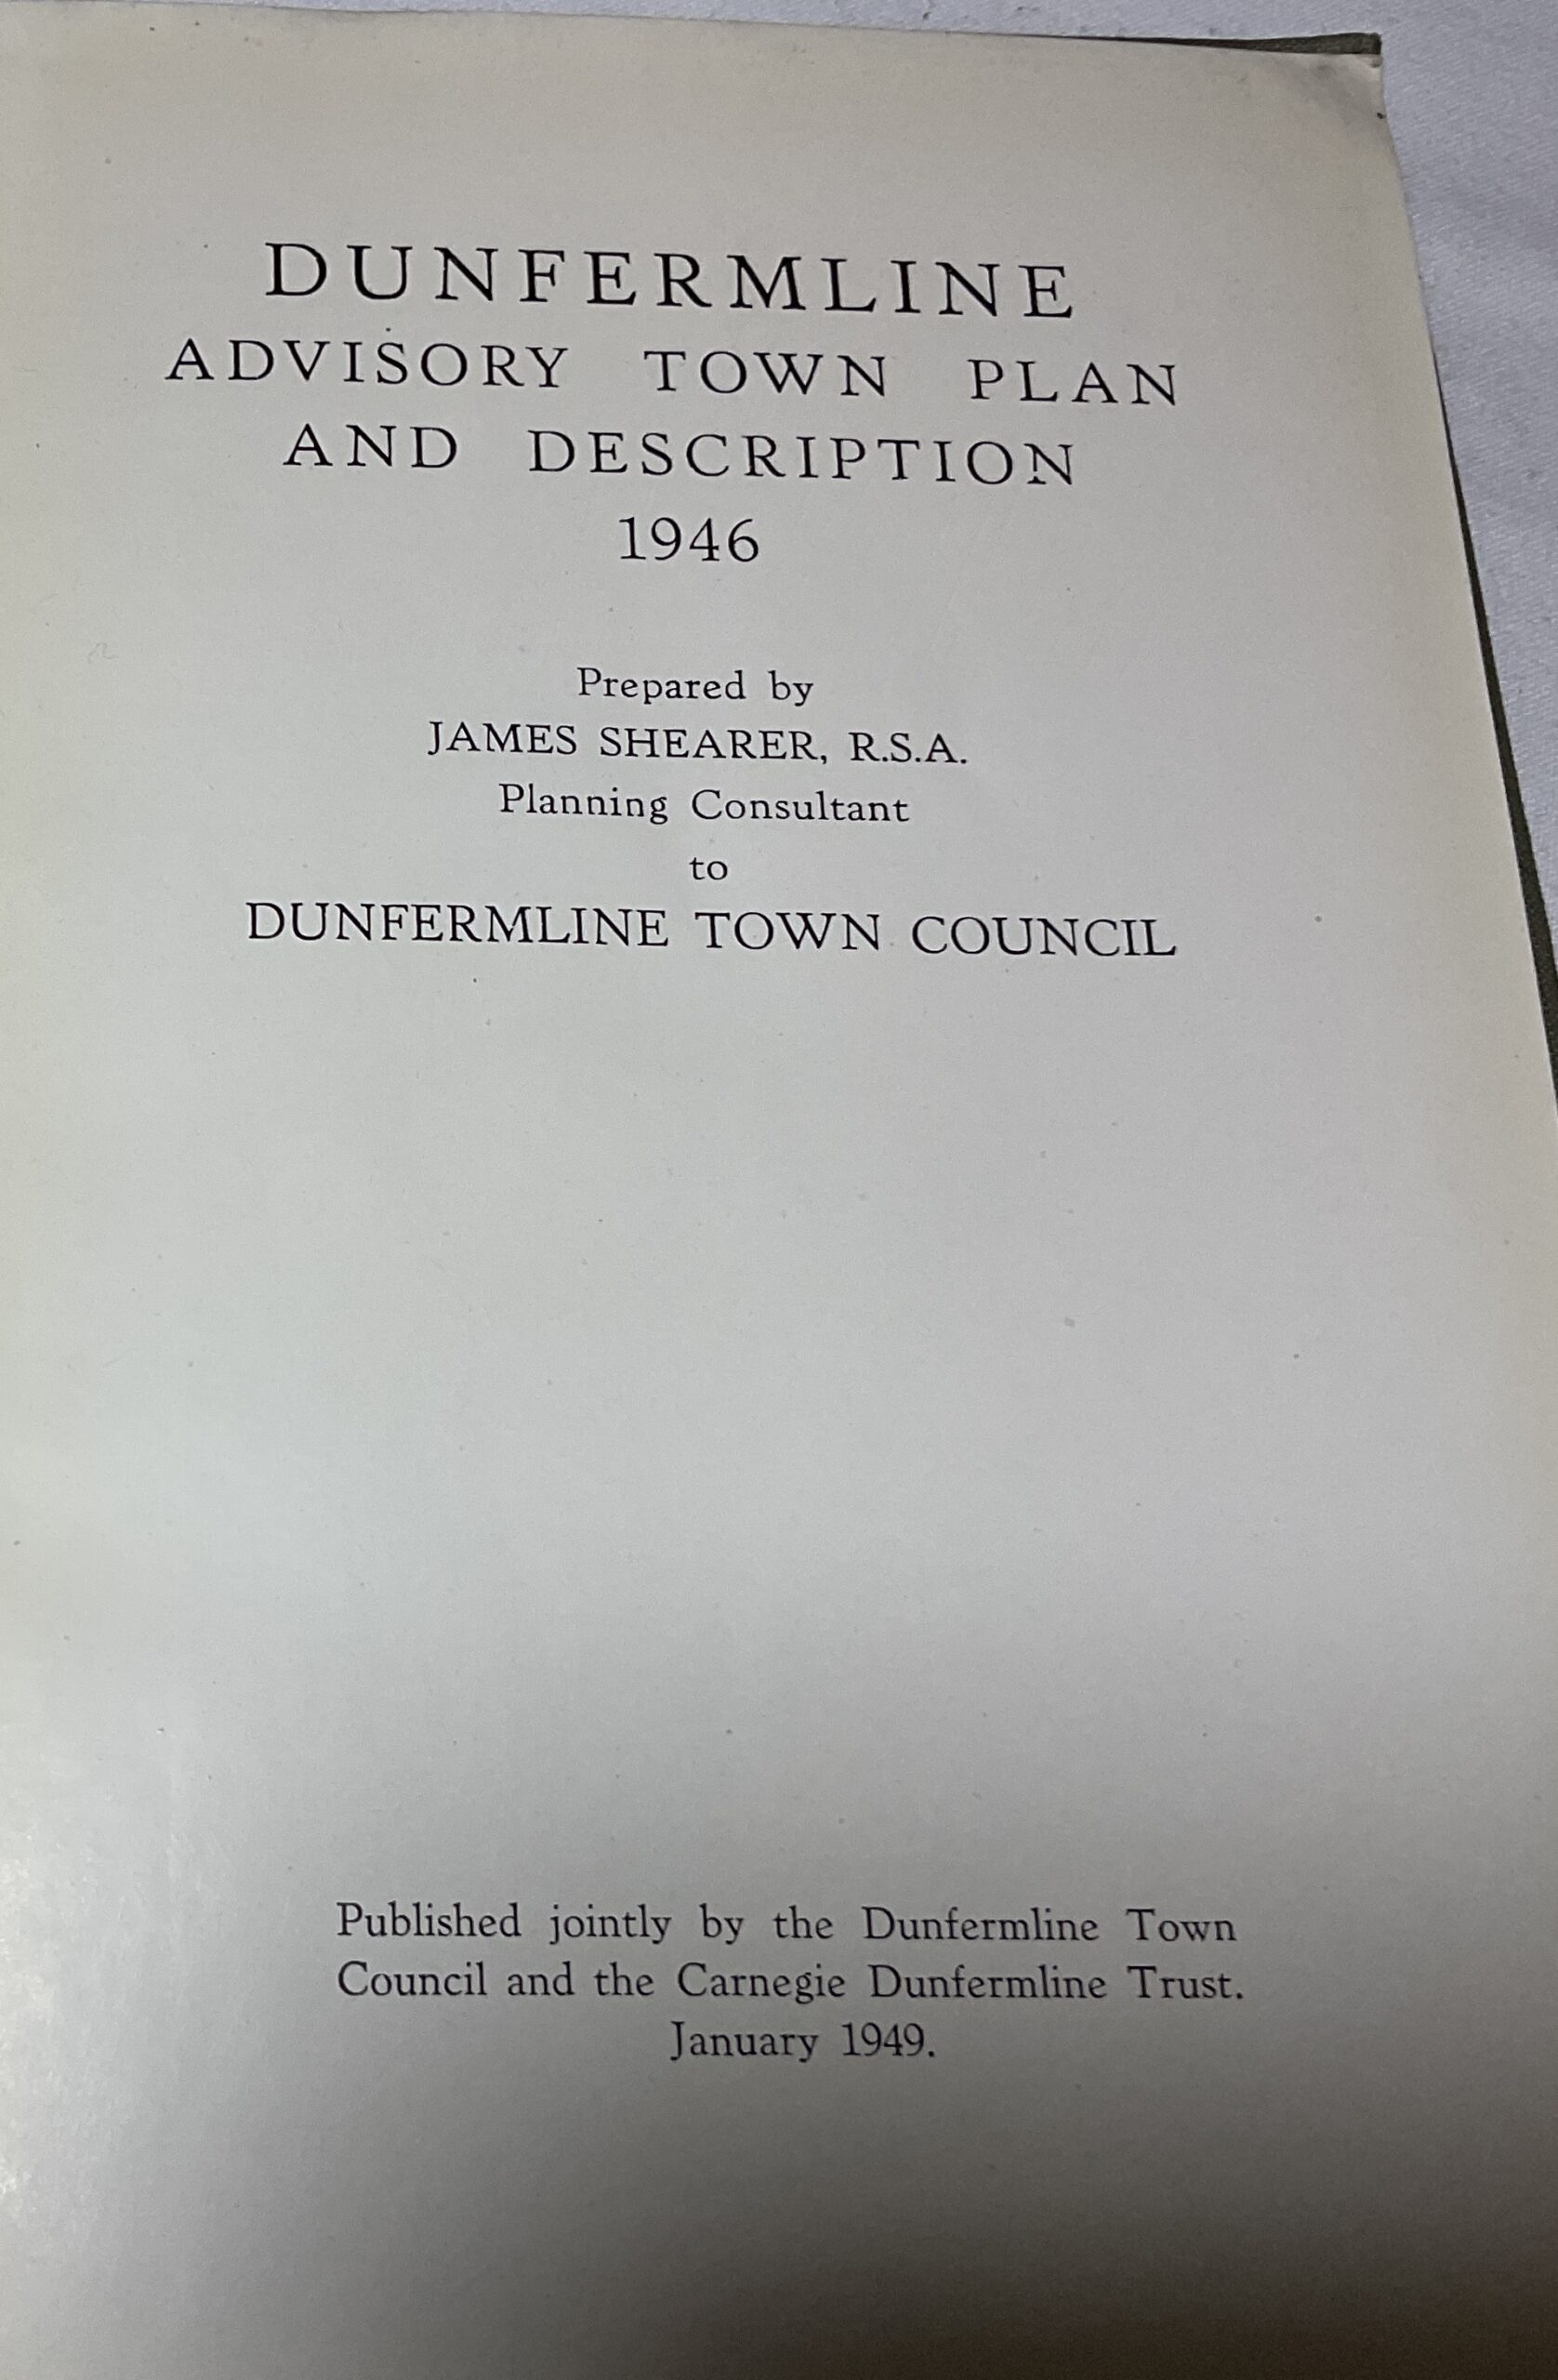 DUNFERMLINE
ADVISORY TOWN PLAN
AND DESCRIPTION
1946
Prepared by
JAMES SHEARER, R.S.A.
Planning Consultant
to
DUNFERMLINE TOWN COUNCIL
Published jointly by the Dunfermline Town
Council and the Carnegie Dunfermline Trust.
January 1949.